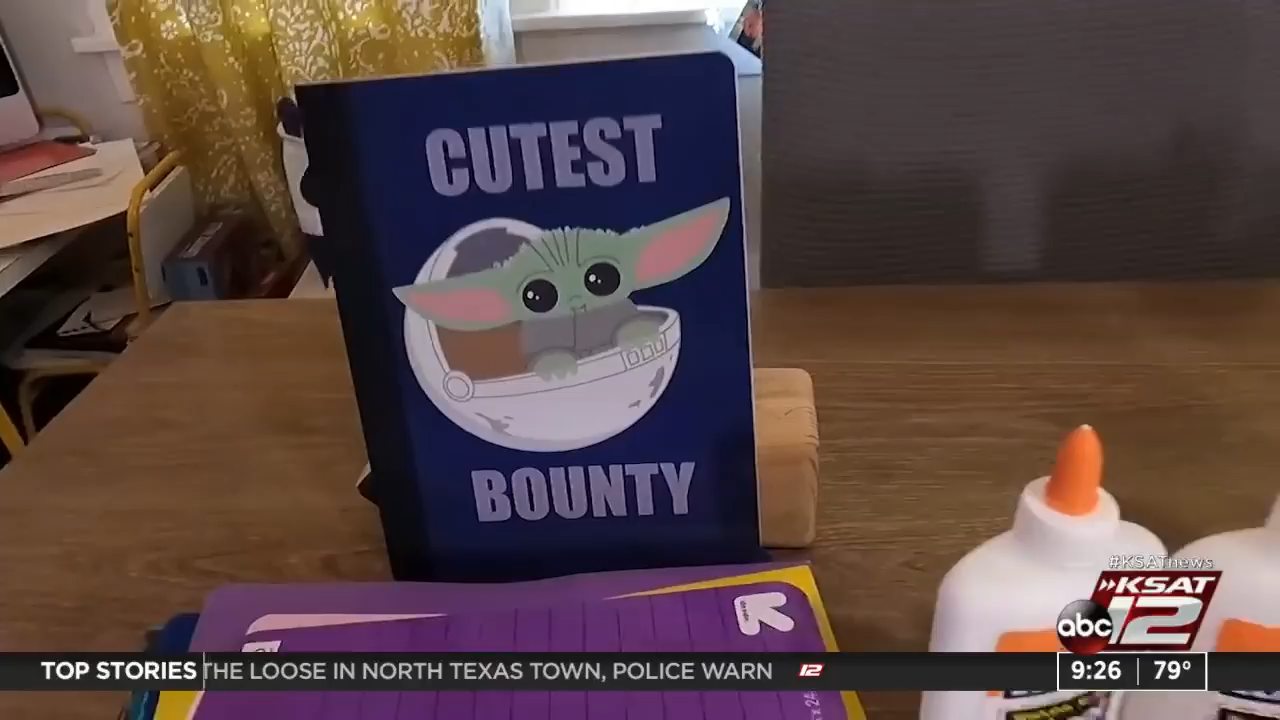 CUTEST
BOUNTY
#KSATnews
KSAT
abc 12
TOP STORIES THE LOOSE IN NORTH TEXAS TOWN, POLICE WARN 12
9:26 79°